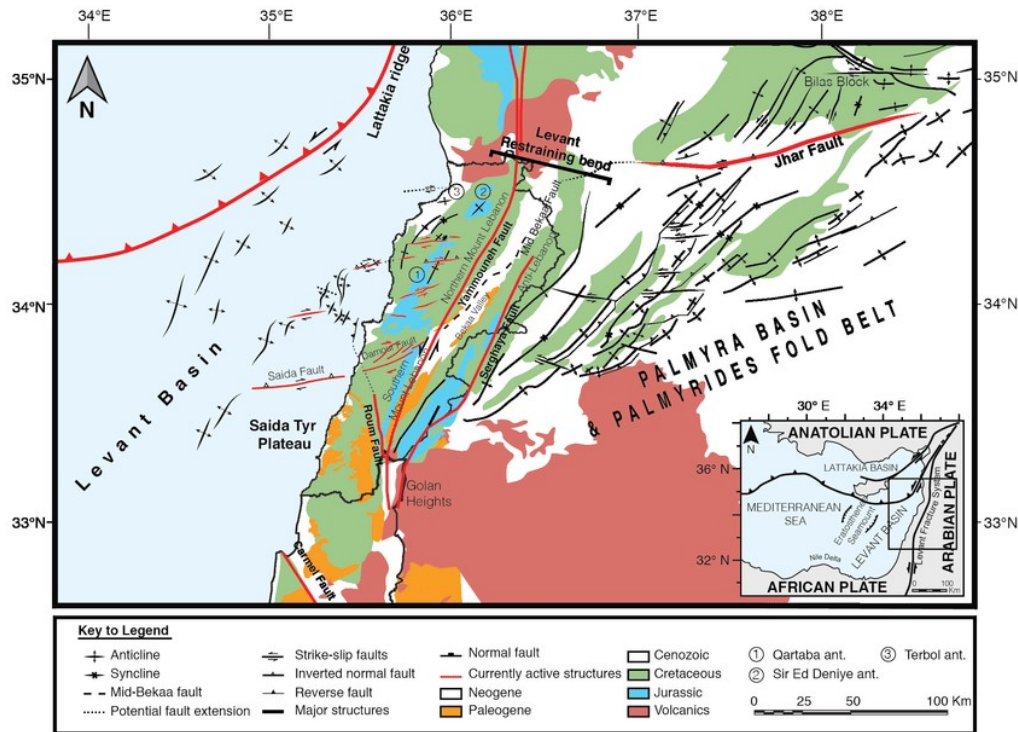 34°E
35°E
36°E
37°E
38°E
35°N
35°N
34°N
34°N
33°N
33°N
N
Lattakia ridge
Bilas Block
Levant
Restraining bend
Jhar Fault
3
2
1
Northern Mount Lebanon
Yammouneh Fault
Mid Bekaa Fault
Anti-Lebanon
Bekaa Valley
Serghaya Fault
Damour Fault
Saida Fault
Southern
Mount Lebanon
Roum Fault
Saida Tyr
Plateau
Levant Basin
Golan
Heights
Carmel Fault
PALMYRA BASIN
& PALMYRIDES FOLD BELT
30° E
34° E
N
ANATOLIAN PLATE
36° N
LATTAKIA BASIN
MEDITERRANEAN
SEA
Eratosthene
Seamount
LEVANT BASIN
Levant Fracture System
ARABIAN PLATE
32° N
Nile Delta
AFRICAN PLATE
0 100
Km
Key to Legend
Anticline
Syncline
Mid-Bekaa fault
Potential fault extension
Strike-slip faults
Inverted normal fault
Reverse fault
Major structures
Normal fault
Currently active structures
Neogene
Paleogene
Cenozoic
Cretaceous
Jurassic
Volcanics
1 Qartaba ant.
3 Terbol ant.
2 Sir Ed Deniye ant.
0 25 50 100 Km